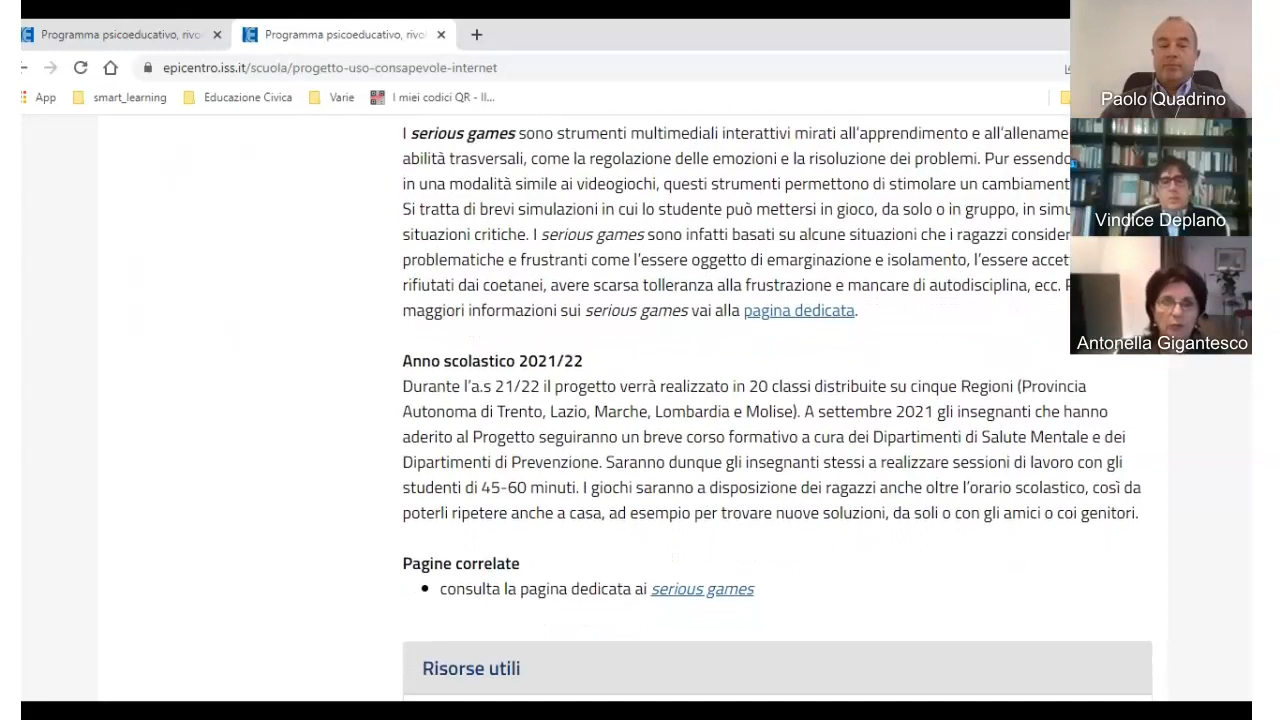 Programma psicoeducativo, rivo
Programma psicoeducativo, rivo
epicentro.iss.it/scuola/progetto-uso-consapevole-internet
App smart_learning Educazione Civica Varie I miei codici QR - Il...
I serious games sono strumenti multimediali interattivi mirati all'apprendimento e all'allename
abilità trasversali, come la regolazione delle emozioni e la risoluzione dei problemi. Pur essendo
in una modalità simile ai videogiochi, questi strumenti permettono di stimolare un cambiament
Si tratta di brevi simulazioni in cui lo studente può mettersi in gioco, da solo o in gruppo, in simu
situazioni critiche. I serious games sono infatti basati su alcune situazioni che i ragazzi consider
problematiche e frustranti come l'essere oggetto di emarginazione e isolamento, l'essere accett
rifiutati dai coetanei, avere scarsa tolleranza alla frustrazione e mancare di autodisciplina, ecc. P
maggiori informazioni sui serious games vai alla pagina dedicata.
Anno scolastico 2021/22
Durante l'a.s 21/22 il progetto verrà realizzato in 20 classi distribuite su cinque Regioni (Provincia
Autonoma di Trento, Lazio, Marche, Lombardia e Molise). A settembre 2021 gli insegnanti che hanno
aderito al Progetto seguiranno un breve corso formativo a cura dei Dipartimenti di Salute Mentale e dei
Dipartimenti di Prevenzione. Saranno dunque gli insegnanti stessi a realizzare sessioni di lavoro con gli
studenti di 45-60 minuti. I giochi saranno a disposizione dei ragazzi anche oltre l'orario scolastico, così da
poterli ripetere anche a casa, ad esempio per trovare nuove soluzioni, da soli o con gli amici o coi genitori.
Pagine correlate
• consulta la pagina dedicata ai serious games
Risorse utili
Paolo Quadrino
Vindice Deplano
Antonella Gigantesco